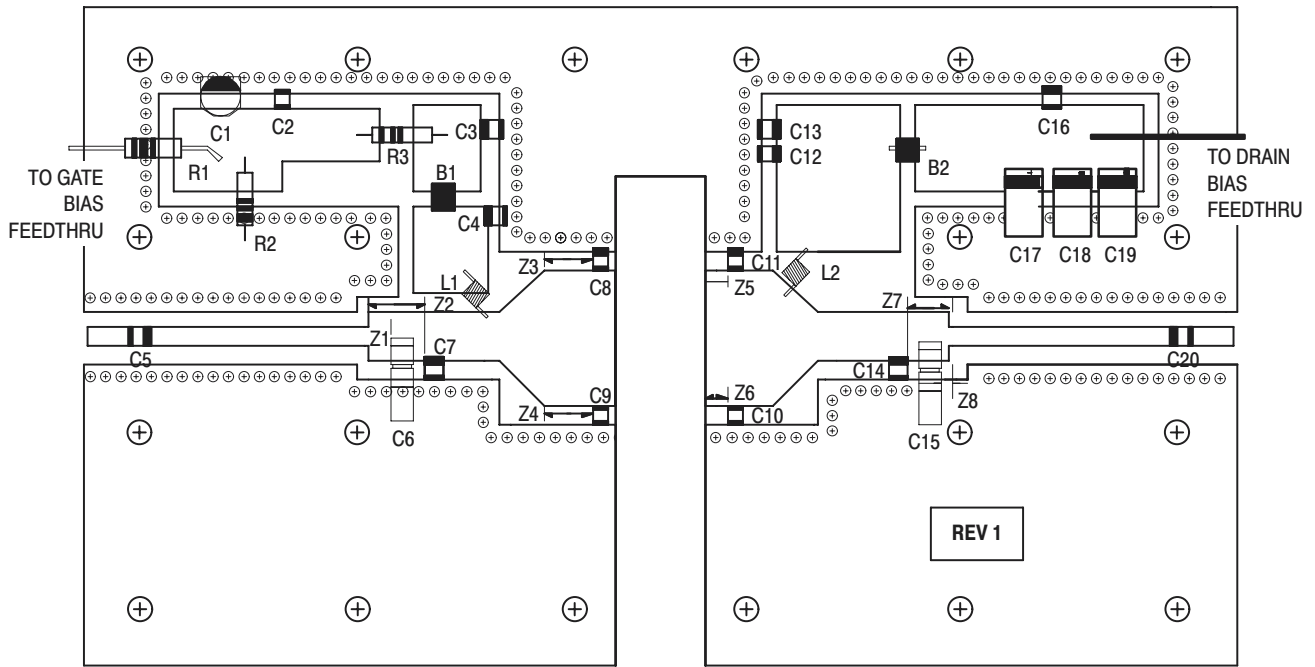 C1
C2
C3
R3
R1
TO GATE
BIAS
FEEDTHRU
R2
B1
C4
C13
C12
B2
C16
TO DRAIN
BIAS
FEEDTHRU
C17
C18
C19
L1
Z3
C8
C11
L2
Z2
Z5
Z7
Z1
C5
C7
C14
C20
Z4
C9
Z6
C10
Z8
C6
C15
REV 1